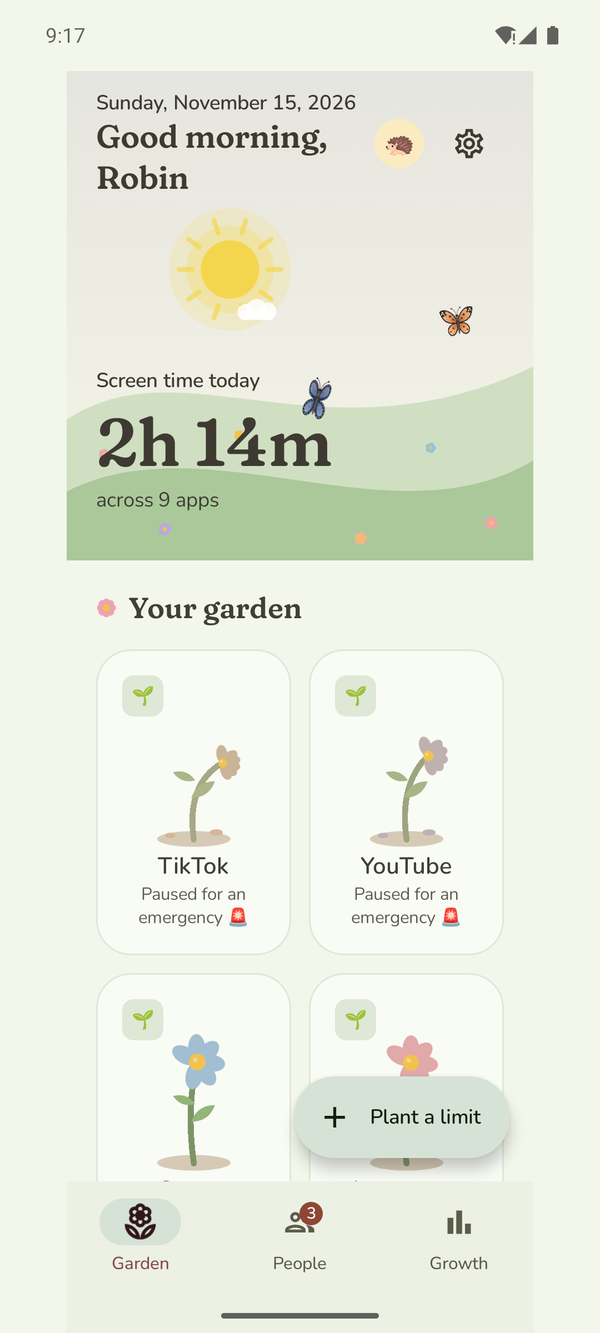 9:17
Sunday, November 15, 2026
Good morning,
Robin
Screen time today
2h 14m
across 9 apps
Your garden
TikTok
Paused for an
emergency 🚨
YouTube
Paused for an
emergency 🚨
Plant a limit
3
Garden
People
Growth